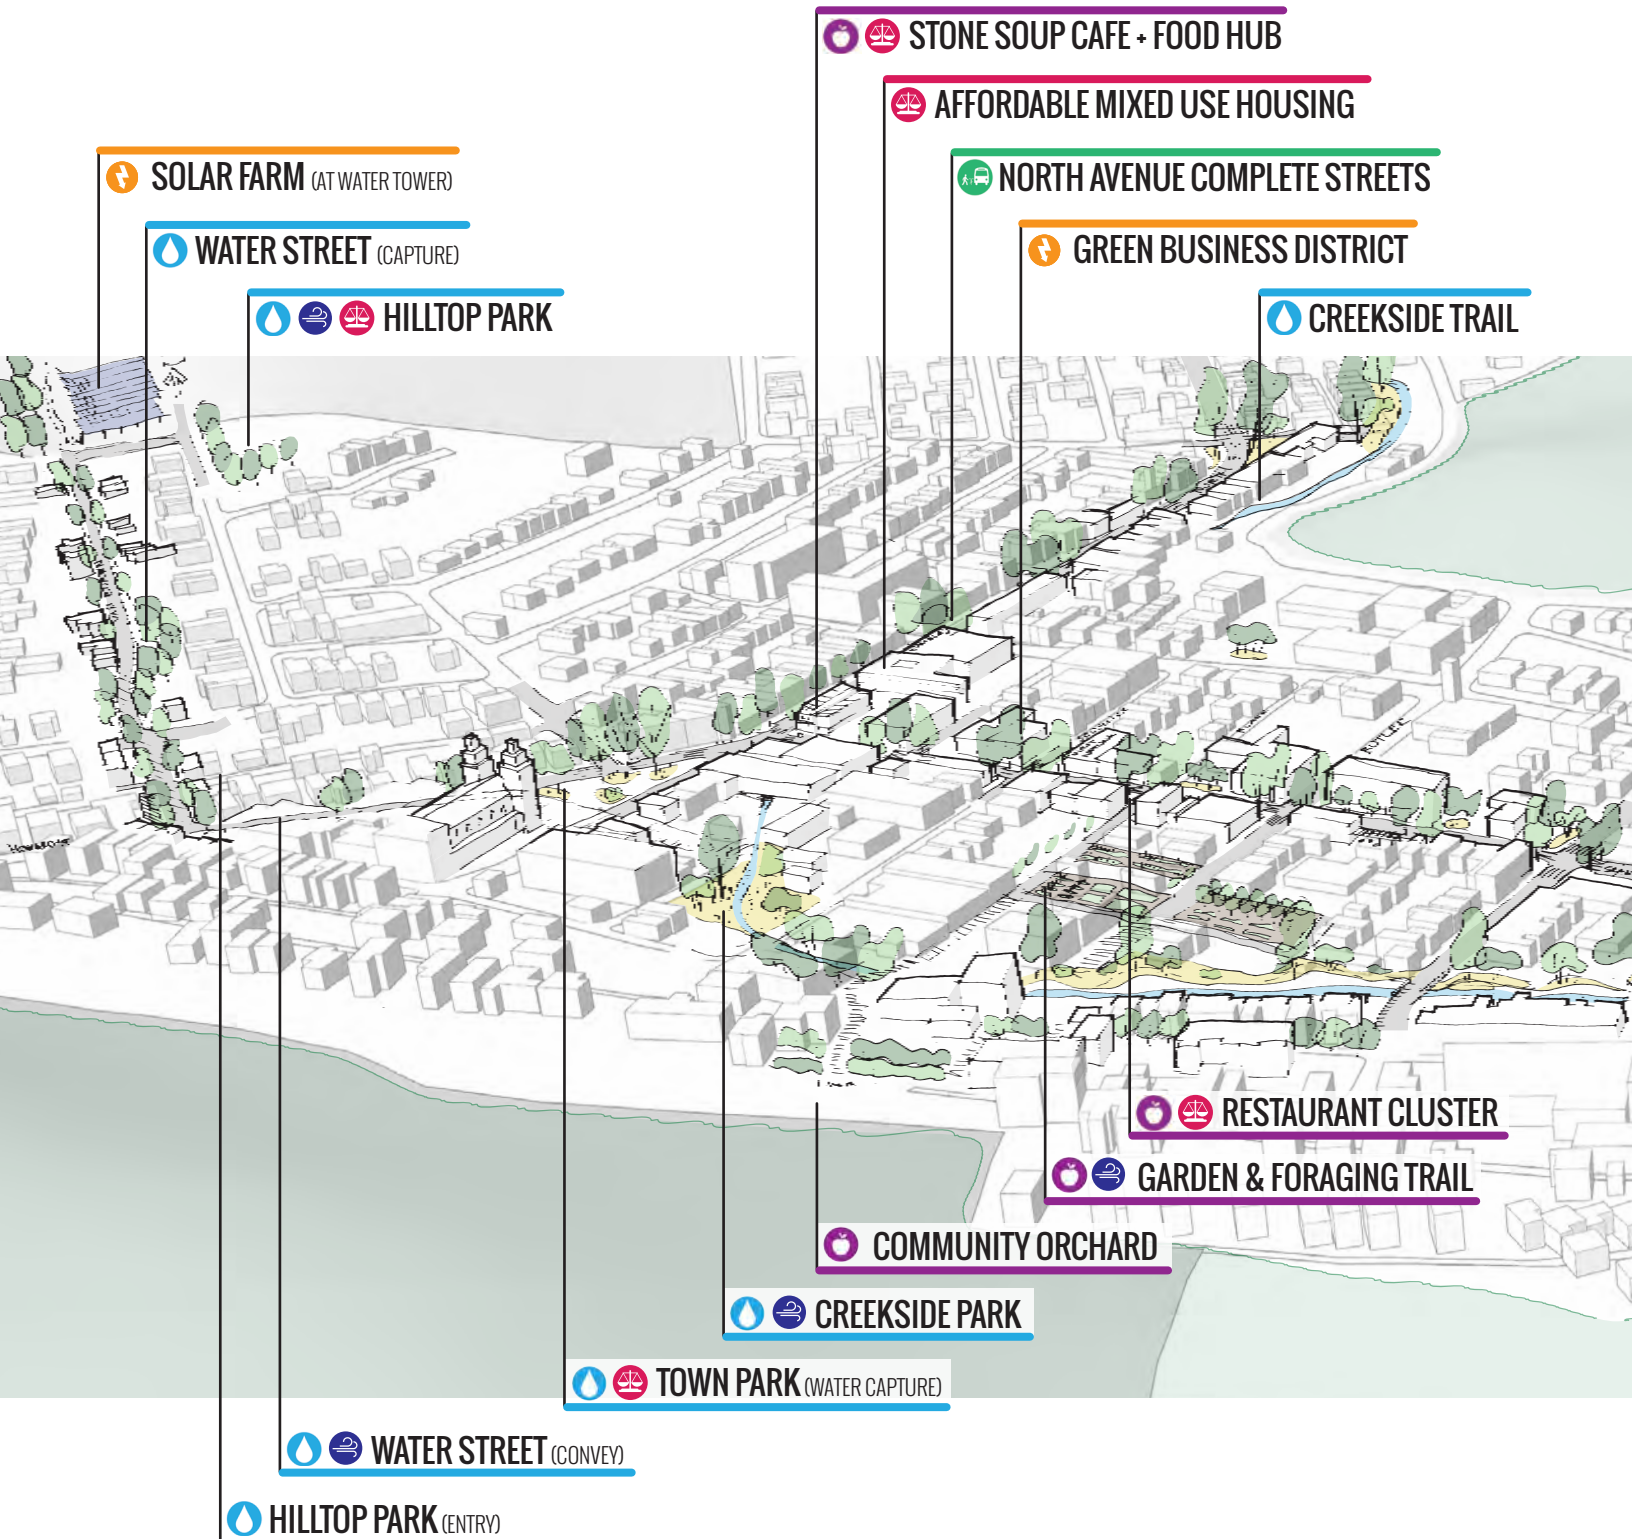 STONE SOUP CAFE + FOOD HUB
AFFORDABLE MIXED USE HOUSING
SOLAR FARM (AT WATER TOWER)
NORTH AVENUE COMPLETE STREETS
WATER STREET (CAPTURE)
GREEN BUSINESS DISTRICT
HILLTOP PARK
CREEKSIDE TRAIL
RESTAURANT CLUSTER
GARDEN & FORAGING TRAIL
COMMUNITY ORCHARD
CREEKSIDE PARK
TOWN PARK (WATER CAPTURE)
WATER STREET (CONVEY)
HILLTOP PARK (ENTRY)